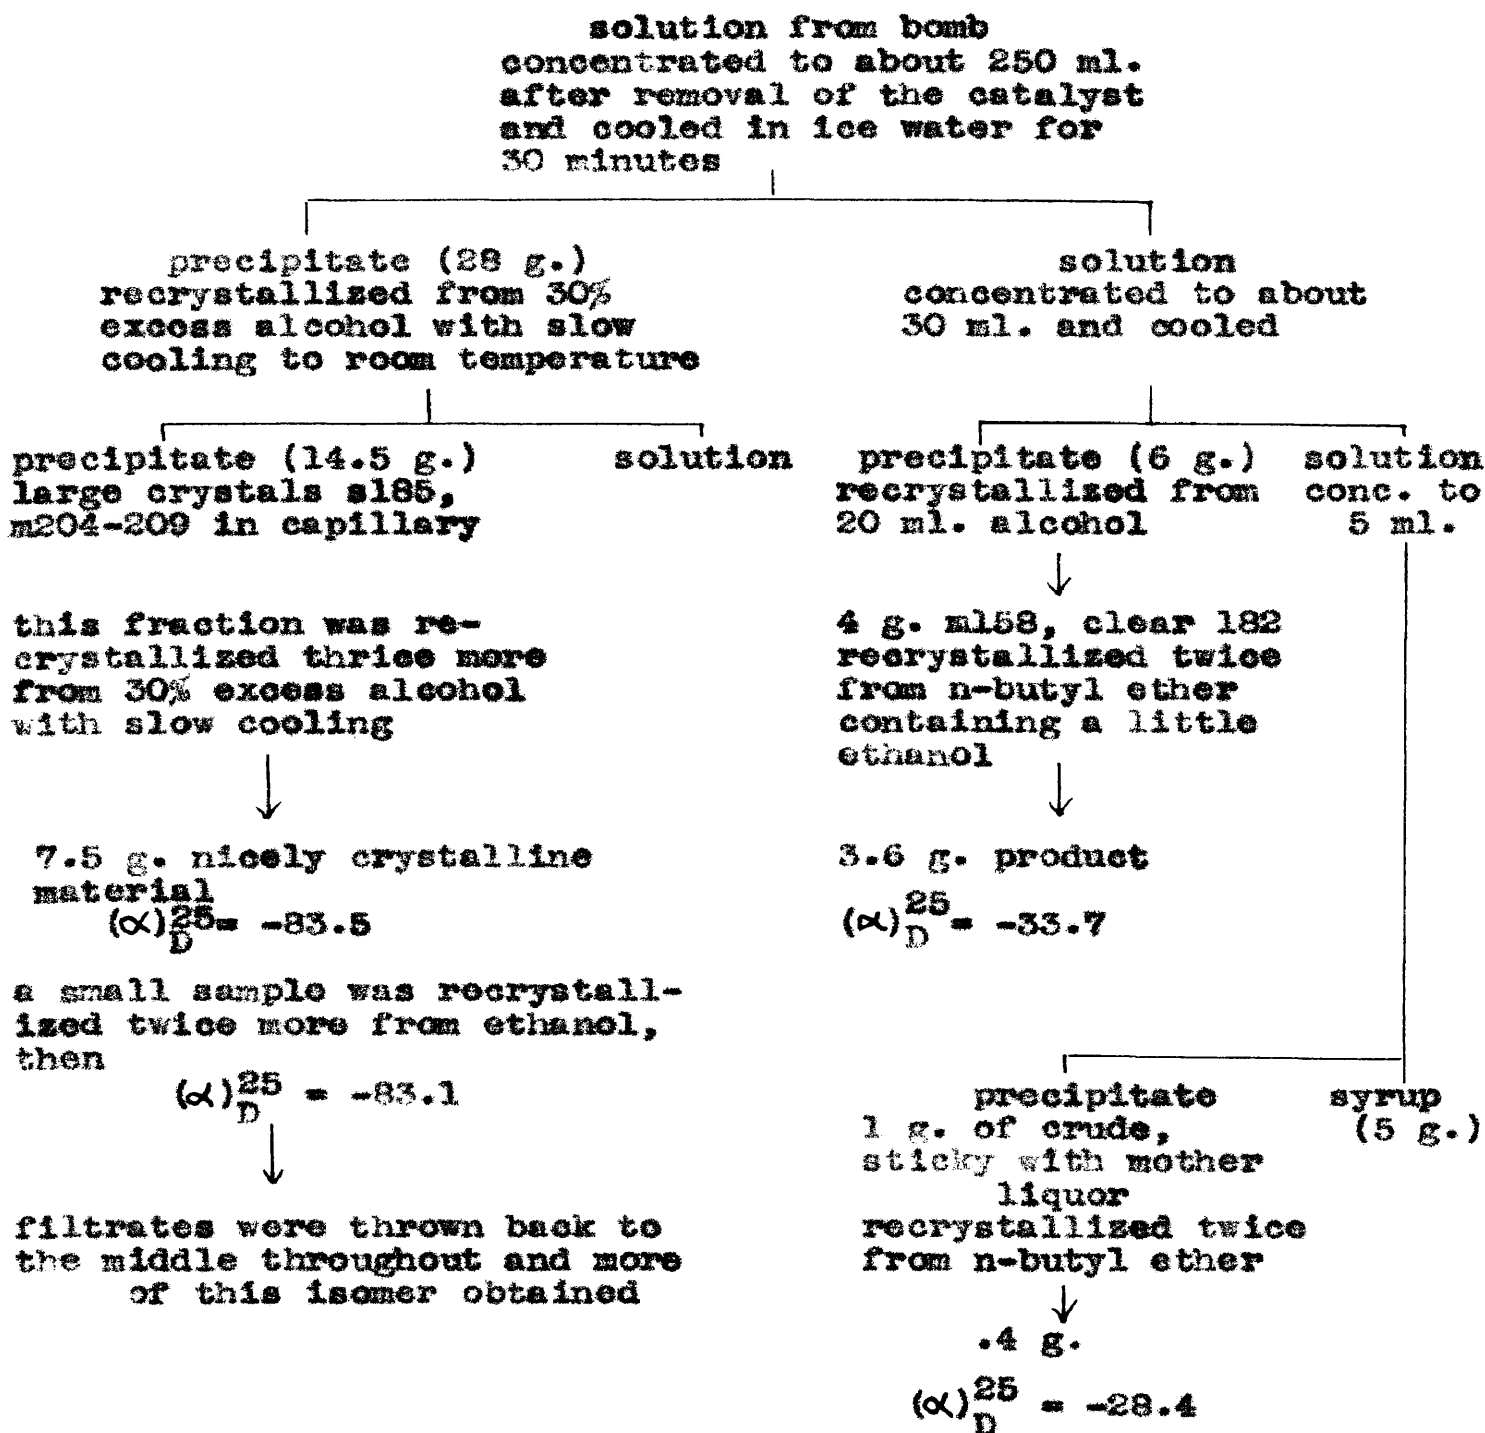 solution from bomb
concentrated to about 250 ml.
after removal of the catalyst
and cooled in ice water for
30 minutes
precipitate (28 g.)
recrystallized from 30%
excess alcohol with slow
cooling to room temperature
solution
concentrated to about
30 ml. and cooled
precipitate (14.5 g.)
large crystals s185,
m204-209 in capillary
solution
precipitate (6 g.)
recrystallized from
20 ml. alcohol
solution
conc. to
5 ml.
this fraction was re-
crystallized thrice more
from 30% excess alcohol
with slow cooling
4 g. m158, clear 182
recrystallized twice
from n-butyl ether
containing a little
ethanol
7.5 g. nicely crystalline
material
(α)25D= -83.5
3.6 g. product
(α)25D= -33.7
a small sample was recrystall-
ized twice more from ethanol,
then
(α)25D = -83.1
precipitate
1 g. of crude,
sticky with mother
liquor
recrystallized twice
from n-butyl ether
syrup
(5 g.)
filtrates were thrown back to
the middle throughout and more
of this isomer obtained
.4 g.
(α)25D = -28.4